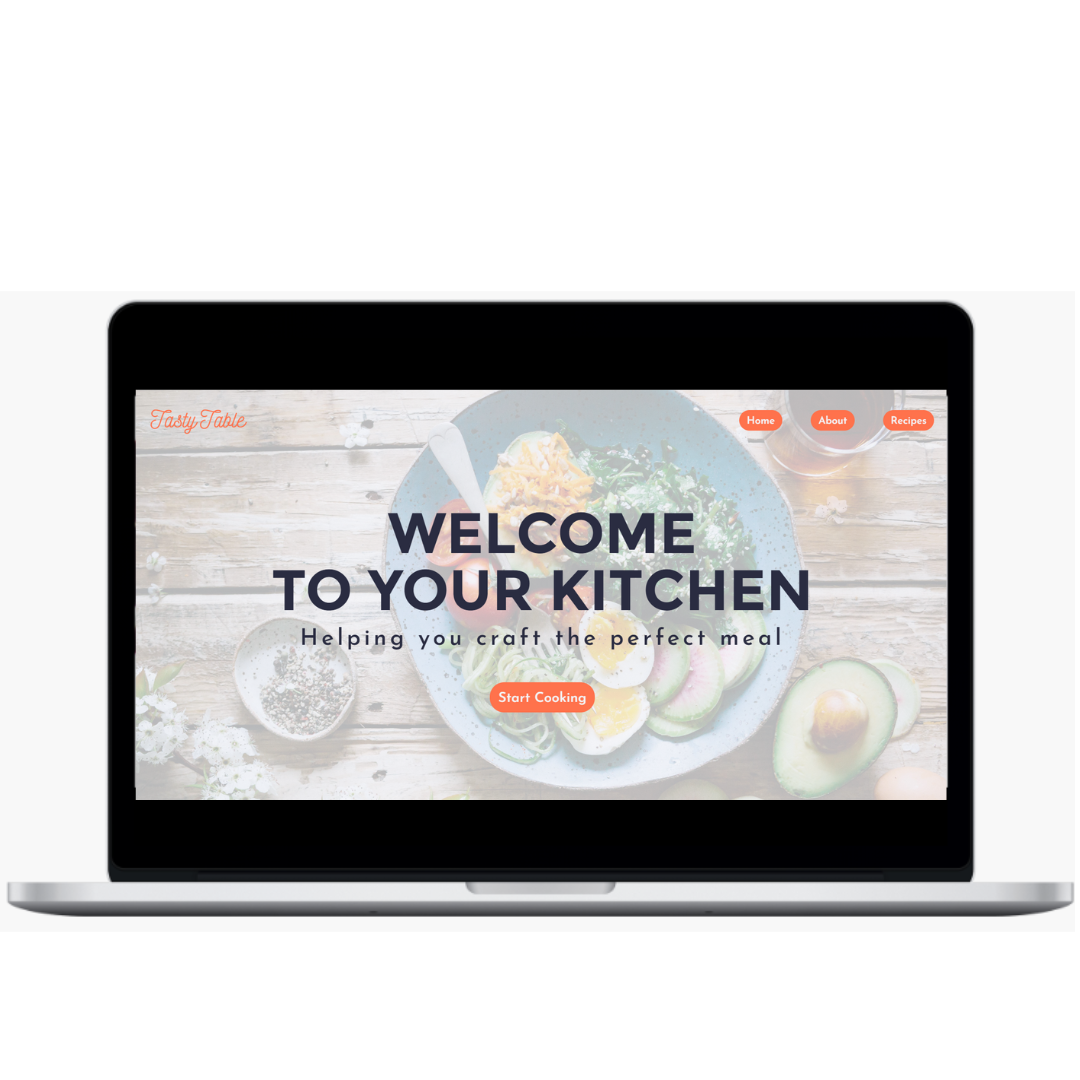 Tasty Table
Home
About
Recipes
WELCOME
TO YOUR KITCHEN
Helping you craft the perfect meal
Start Cooking